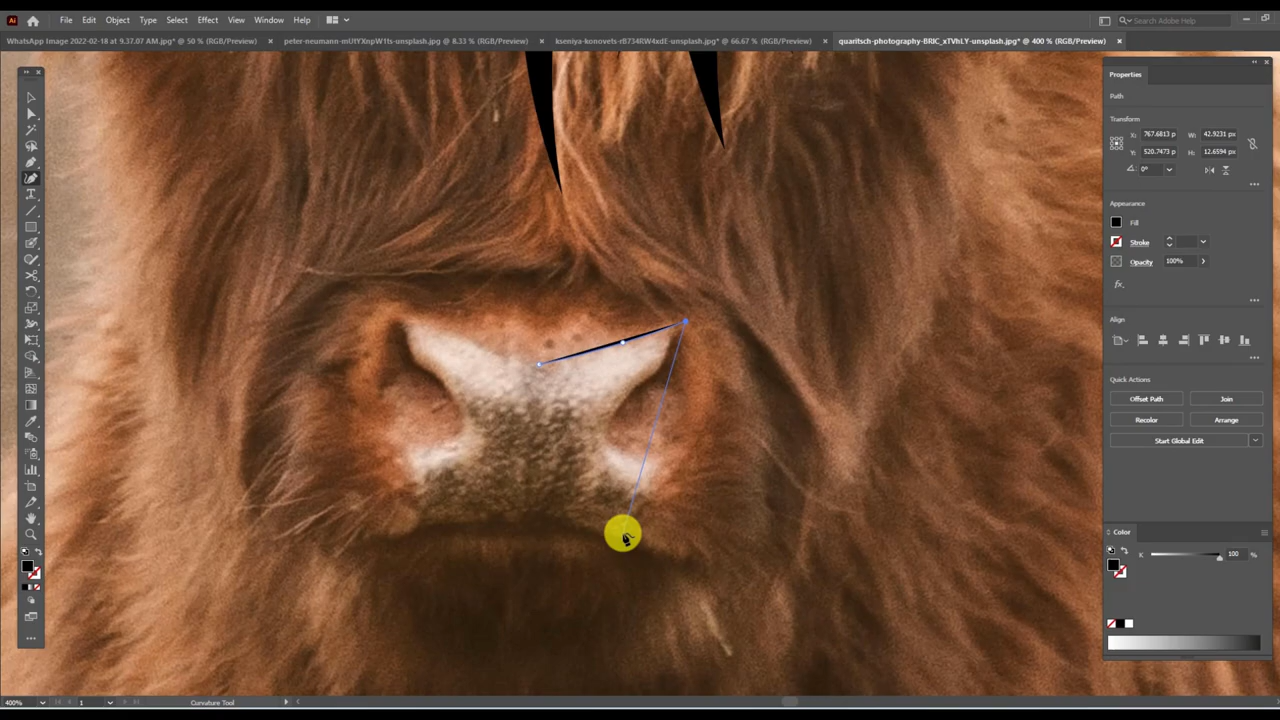 Ai File Edit Object Type Select Effect View Window Help Search Adobe Help
WhatsApp Image 2022-02-18 at 9.37.07 AM.jpg* @ 50 % (RGB/Preview) × peter-neumann-mUtYXnpW1ts-unsplash.jpg @ 8.33 % (RGB/Preview) × kseniya-konovets-rB734RW4xdE-unsplash.jpg* @ 66.67 % (RGB/Preview) × quaritsch-photography-BRIC_xTVhLY-unsplash.jpg* @ 400 % (RGB/Preview) ×
Properties
Path
Transform
X: 767.6813 p W: 42.9231 px
Y: 520.7473 p H: 12.6594 px
0°
Appearance
Fill
Stroke
Opacity 100%
fx.
Align
Quick Actions
Offset Path Join
Recolor Arrange
Start Global Edit
Color
K 100 %
400% 1 Curvature Tool